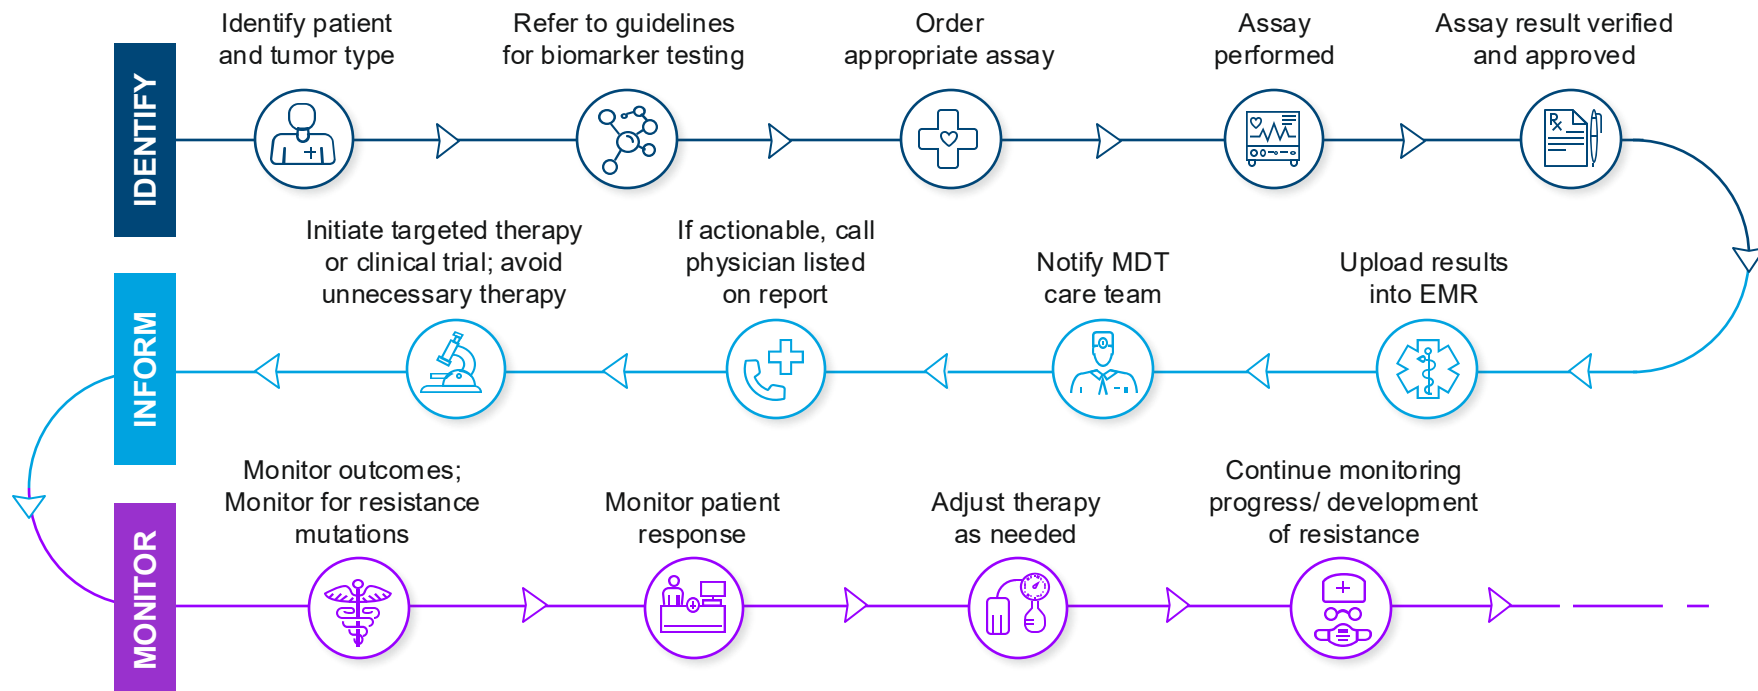 IDENTIFY
Identify patient
and tumor type
Refer to guidelines
for biomarker testing
Order
appropriate assay
Assay
performed
Assay result verified
and approved
Rx
INFORM
Initiate targeted therapy
or clinical trial; avoid
unnecessary therapy
If actionable, call
physician listed
on report
Notify MDT
care team
Upload results
into EMR
MONITOR
Monitor outcomes;
Monitor for resistance
mutations
Monitor patient
response
Adjust therapy
as needed
Continue monitoring
progress/ development
of resistance